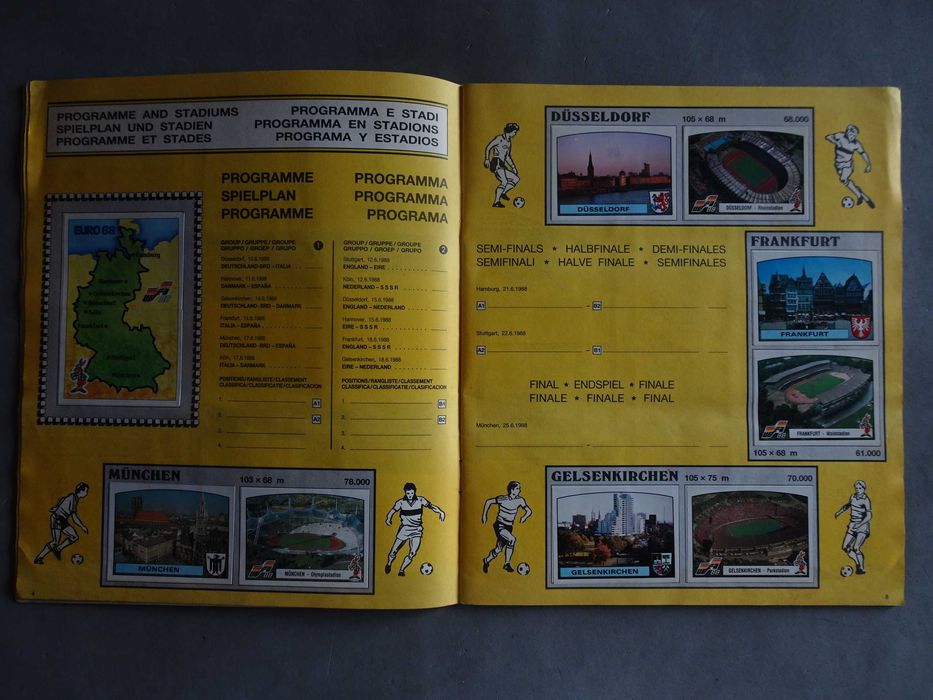 PROGRAMME AND STADIUMS
SPIELPLAN UND STADIEN
PROGRAMME ET STADES
PROGRAMMA E STADI
PROGRAMMA EN STADIONS
PROGRAMA Y ESTADIOS
EURO 88
PROGRAMME
SPIELPLAN
PROGRAMME
PROGRAMMA
PROGRAMMA
PROGRAMA
GROUP/GRUPPE/GROUPE
GRUPPO/GROEP/GRUPO
1
Düsseldorf, 10.6.1988
DEUTSCHLAND-BRD - ITALIA
Hannover, 11.6.1988
DANMARK - ESPAÑA
Gelsenkirchen, 14.6.1988
DEUTSCHLAND-BRD - DANMARK
Frankfurt, 14.6.1988
ITALIA - ESPAÑA
München, 17.6.1988
DEUTSCHLAND-BRD - ESPAÑA
Köln, 17.6.1988
ITALIA - DANMARK
POSITIONS/RANGLISTE/CLASSEMENT
CLASSIFICA/CLASSIFICATIE/CLASIFICACION
1. A1
2. A2
3.
4.
GROUP/GRUPPE/GROUPE
GRUPPO/GROEP/GRUPO
2
Stuttgart, 12.6.1988
ENGLAND - EIRE
Köln, 12.6.1988
NEDERLAND - S S S R
Düsseldorf, 15.6.1988
ENGLAND - NEDERLAND
Hannover, 15.6.1988
EIRE - S S S R
Frankfurt, 18.6.1988
ENGLAND - S S S R
Gelsenkirchen, 18.6.1988
EIRE - NEDERLAND
POSITIONS/RANGLISTE/CLASSEMENT
CLASSIFICA/CLASSIFICATIE/CLASIFICACION
1. B1
2. B2
3.
4.
MÜNCHEN 103 × 68 m 78.000
MÜNCHEN
MÜNCHEN - Olympiastadion
4
DÜSSELDORF 105 × 68 m 68.000
DÜSSELDORF
DÜSSELDORF - Rheinstadion
SEMI-FINALS ★ HALBFINALE ★ DEMI-FINALES
SEMIFINALI ★ HALVE FINALE ★ SEMIFINALES
Hamburg, 21.6.1988
A1 - B2
Stuttgart, 22.6.1988
A2 - B1
FINAL ★ ENDSPIEL ★ FINALE
FINALE ★ FINALE ★ FINAL
München, 25.6.1988
-
FRANKFURT
FRANKFURT
FRANKFURT - Waldstadion
105 × 68 m 61.000
GELSENKIRCHEN 105 × 75 m 70.000
GELSENKIRCHEN
GELSENKIRCHEN - Parkstadion